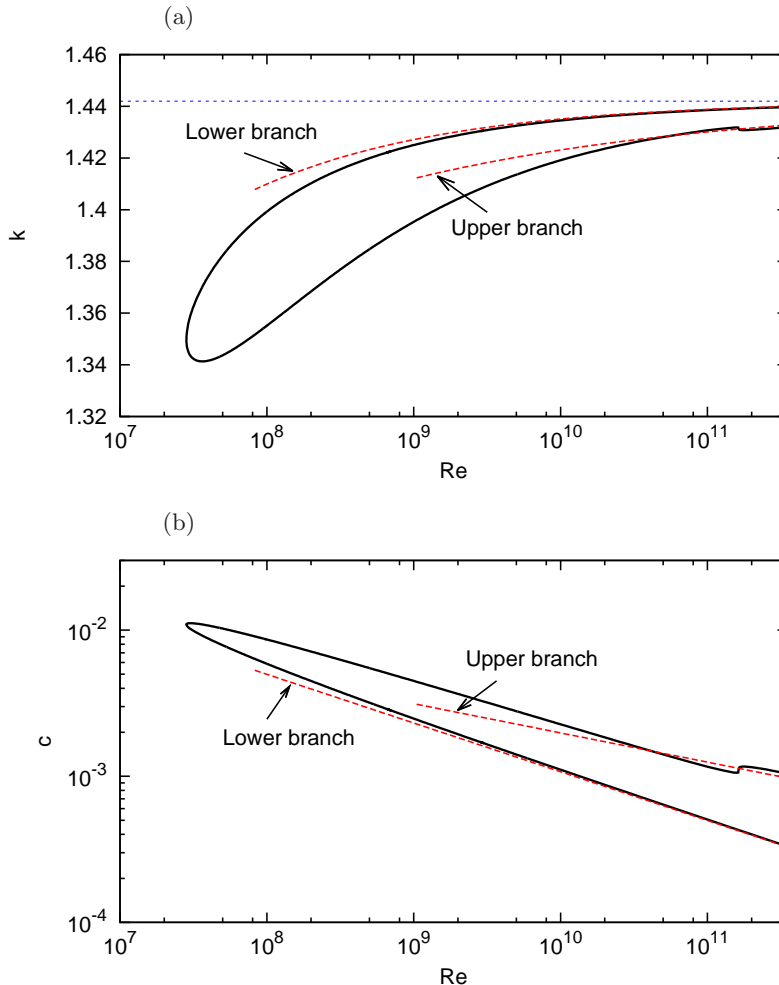 (a)
1.46
1.44
1.42
1.4
1.38
1.36
1.34
1.32
k
Lower branch
Upper branch
10^7
10^8
10^9
10^10
10^11
Re
(b)
10^-2
10^-3
10^-4
c
Upper branch
Lower branch
10^7
10^8
10^9
10^10
10^11
Re